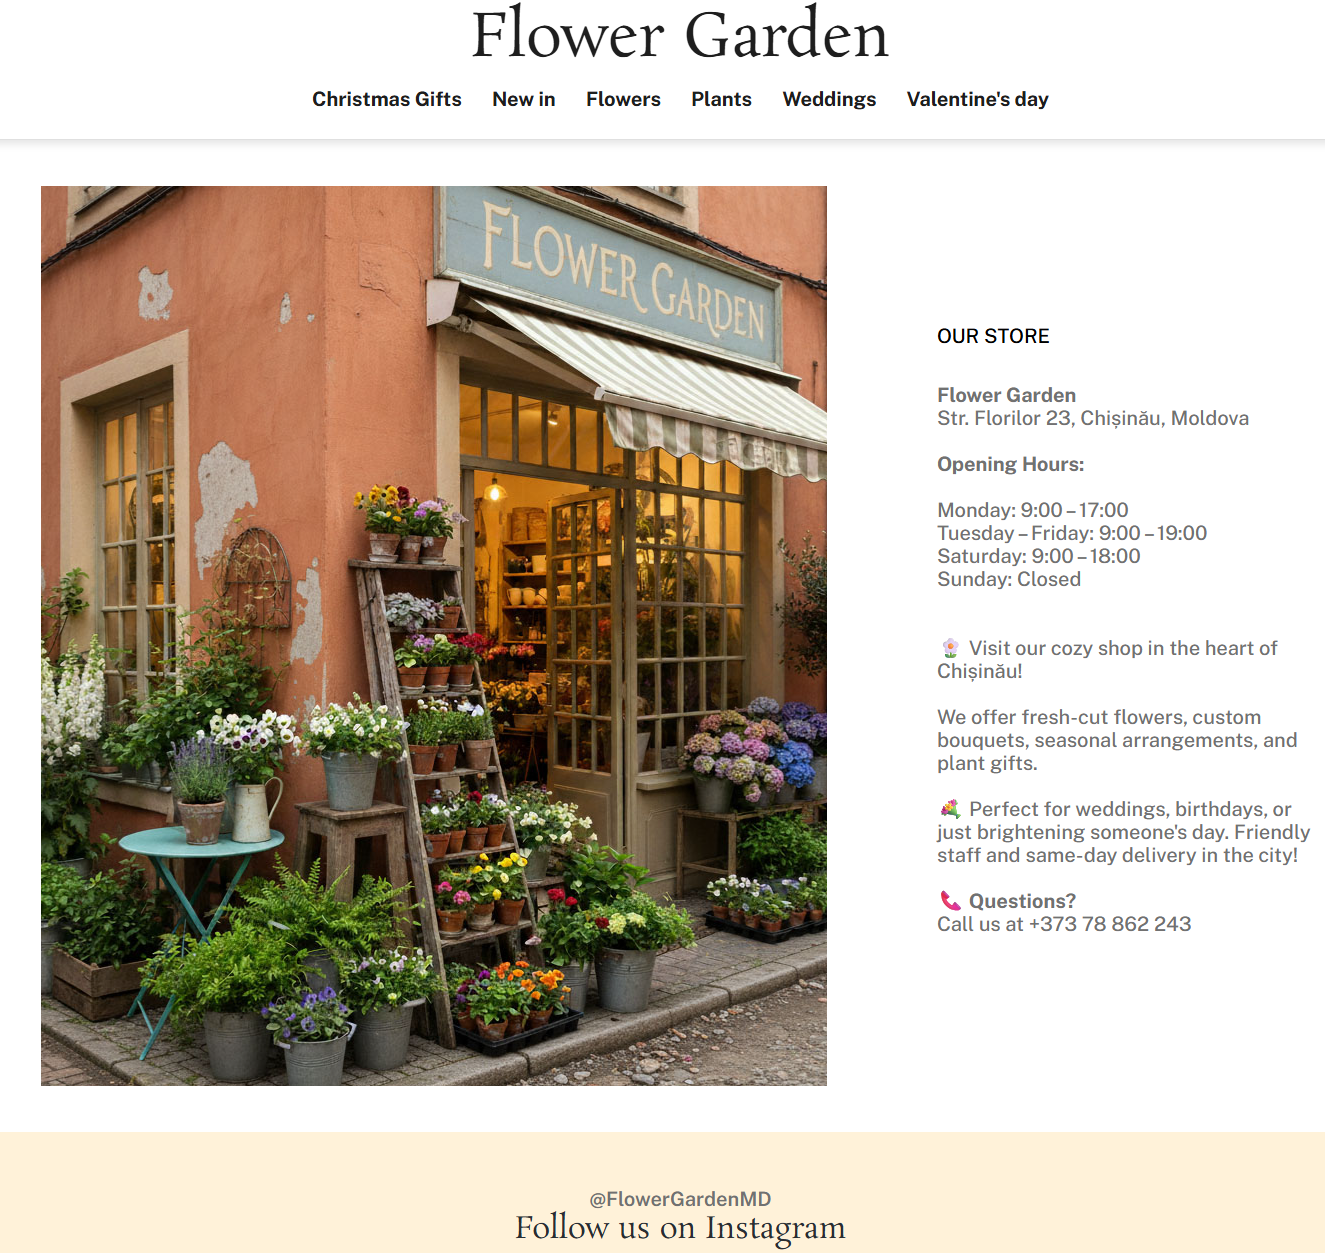 Flower Garden
Christmas Gifts New in Flowers Plants Weddings Valentine's day
FLOWER GARDEN
OUR STORE
Flower Garden
Str. Florilor 23, Chișinău, Moldova
Opening Hours:
Monday: 9:00 – 17:00
Tuesday – Friday: 9:00 – 19:00
Saturday: 9:00 – 18:00
Sunday: Closed
🌸 Visit our cozy shop in the heart of
Chișinău!
We offer fresh-cut flowers, custom
bouquets, seasonal arrangements, and
plant gifts.
💐 Perfect for weddings, birthdays, or
just brightening someone's day. Friendly
staff and same-day delivery in the city!
📞 Questions?
Call us at +373 78 862 243
@FlowerGardenMD
Follow us on Instagram